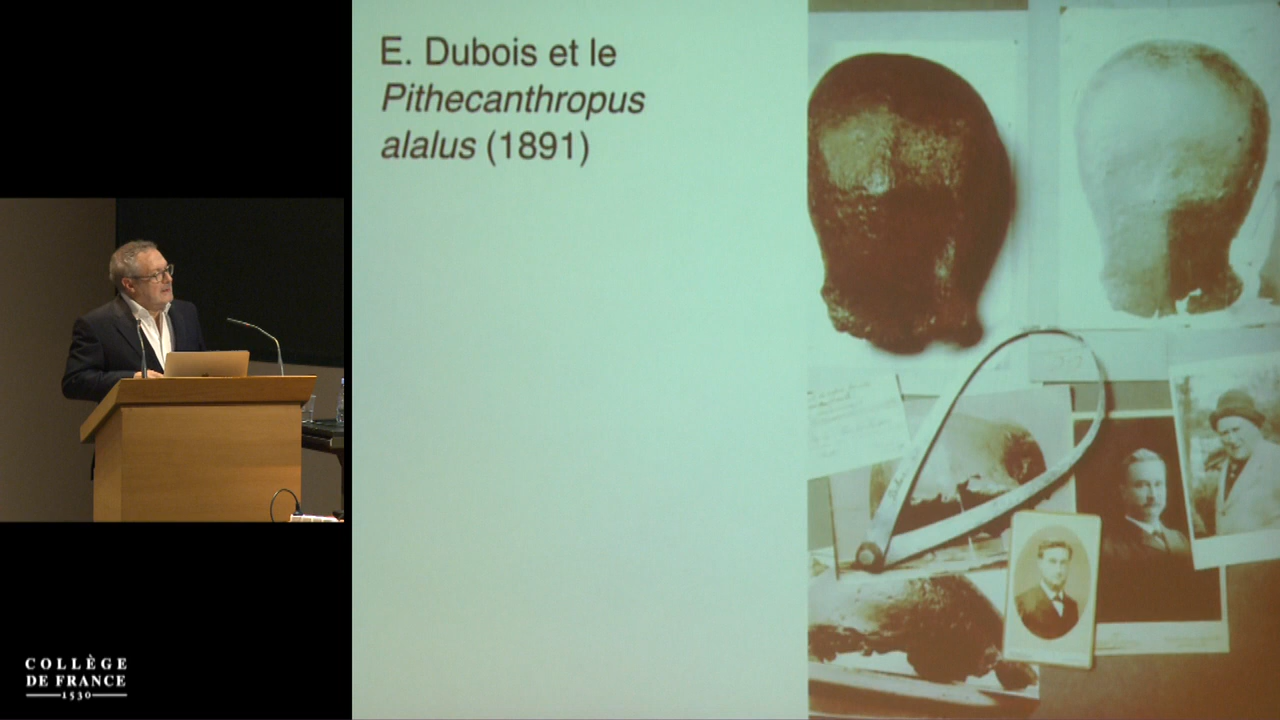 E. Dubois et le
Pithecanthropus
alalus (1891)
COLLÈGE
DE FRANCE
1530